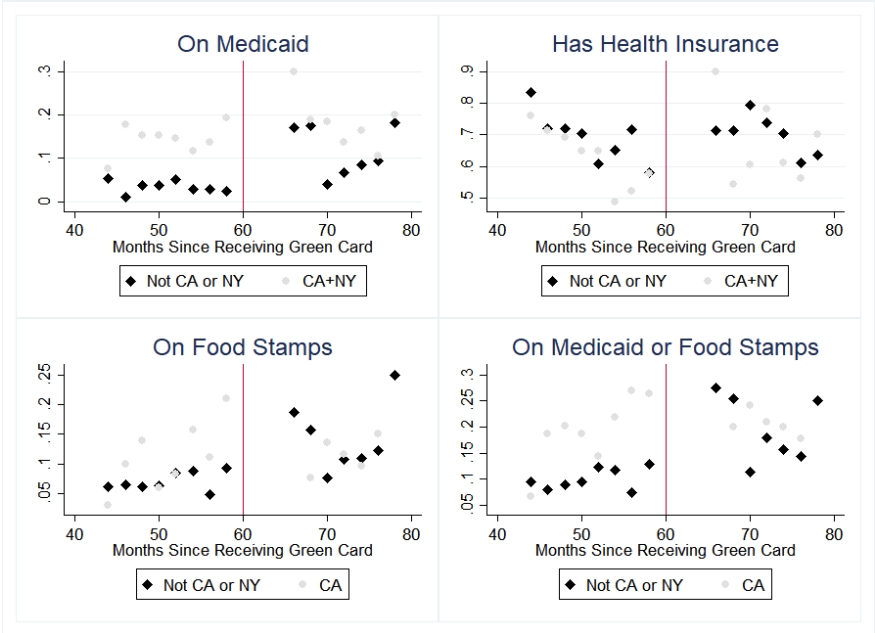 On Medicaid
.3
.2
.1
0
40 50 60 70 80
Months Since Receiving Green Card
Not CA or NY CA+NY
Has Health Insurance
.9
.8
.7
.6
.5
40 50 60 70 80
Months Since Receiving Green Card
Not CA or NY CA+NY
On Food Stamps
.25
.2
.15
.1
.05
40 50 60 70 80
Months Since Receiving Green Card
Not CA or NY CA
On Medicaid or Food Stamps
.3
.25
.2
.15
.1
.05
40 50 60 70 80
Months Since Receiving Green Card
Not CA or NY CA